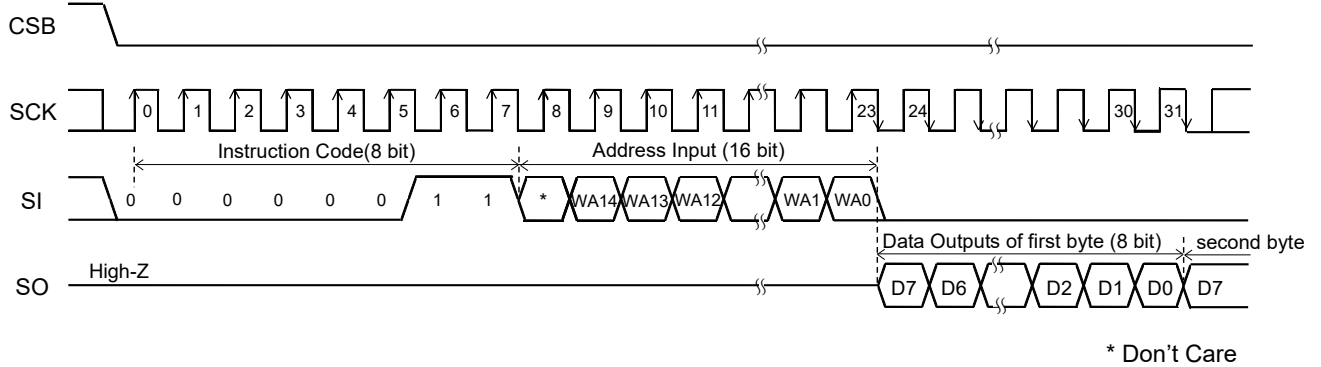 CSB
SCK 0 1 2 3 4 5 6 7 8 9 10 11 23 24 30 31
Instruction Code(8 bit) Address Input (16 bit)
SI 0 0 0 0 0 0 1 1 * WA14 WA13 WA12 WA1 WA0
Data Outputs of first byte (8 bit) second byte
High-Z
SO D7 D6 D2 D1 D0 D7
* Don't Care